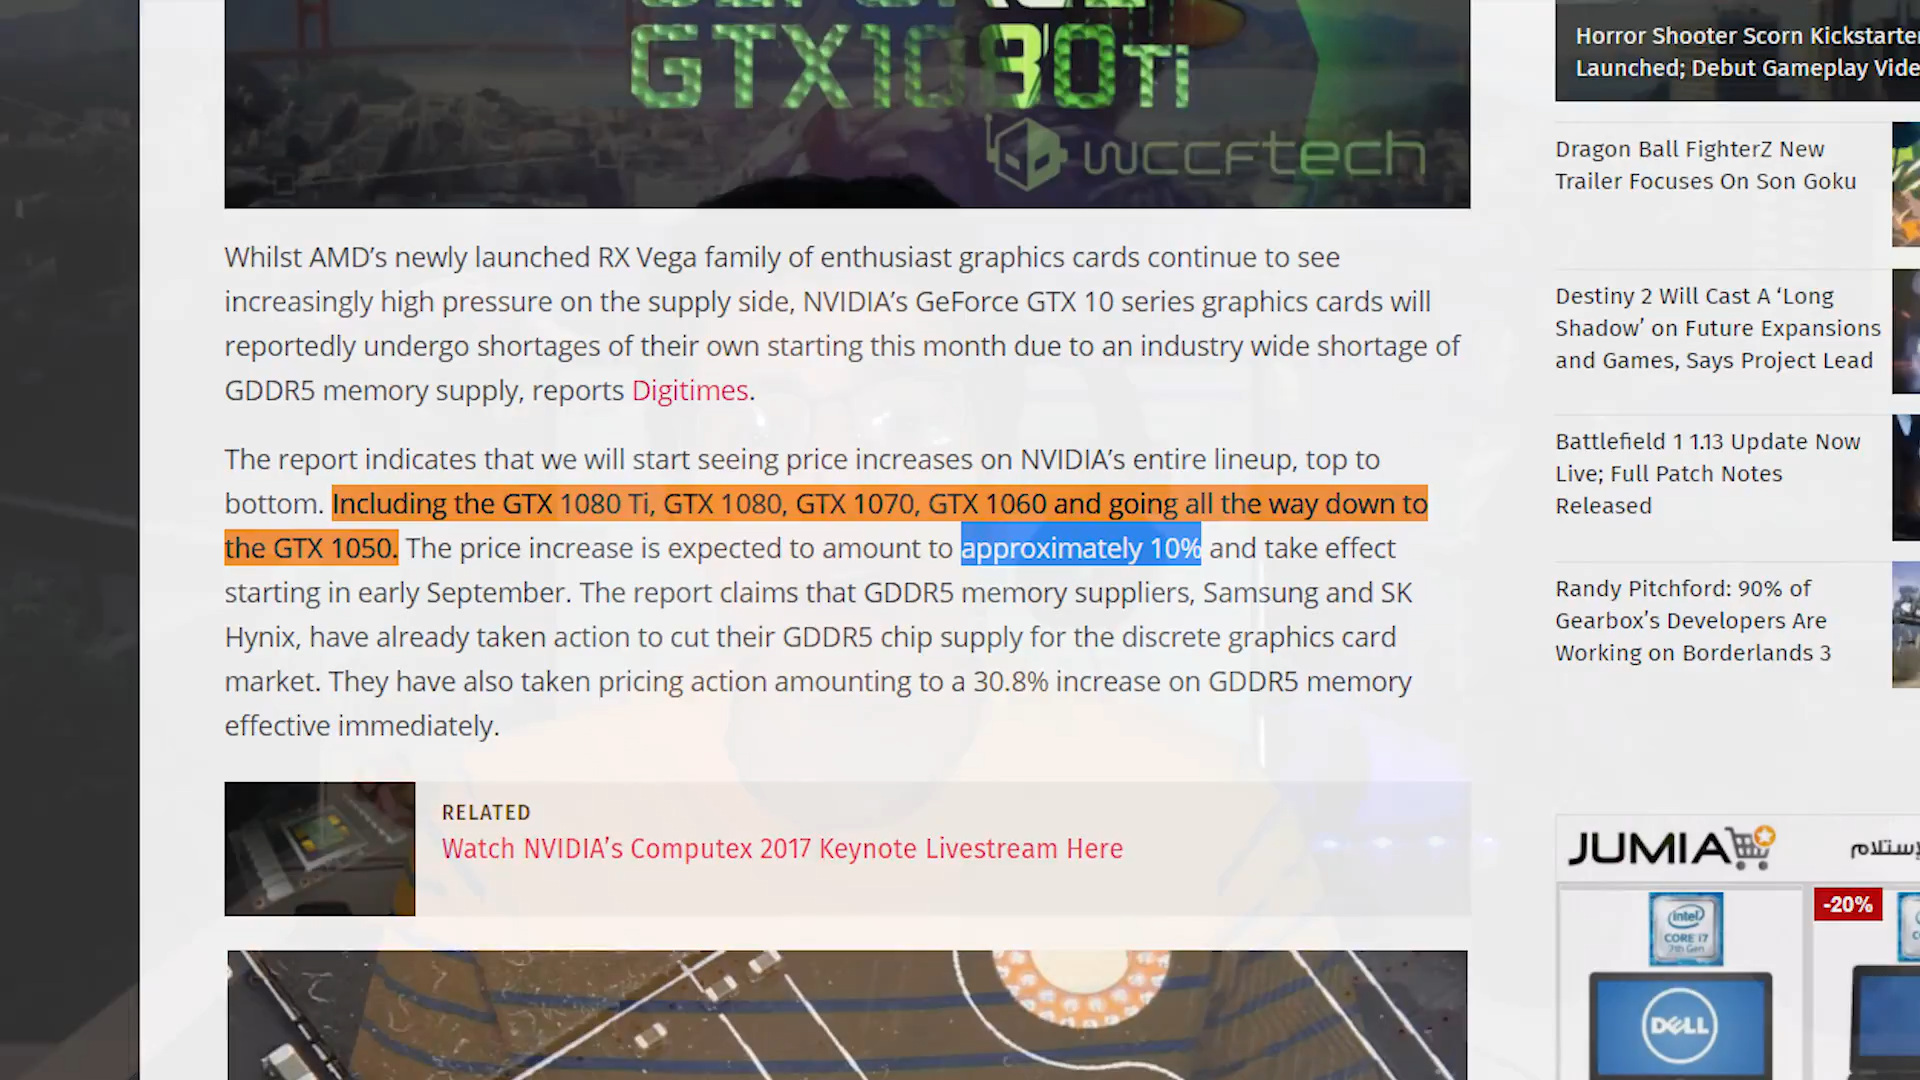 GTX1080Ti
wccftech
Whilst AMD’s newly launched RX Vega family of enthusiast graphics cards continue to see
increasingly high pressure on the supply side, NVIDIA’s GeForce GTX 10 series graphics cards will
reportedly undergo shortages of their own starting this month due to an industry wide shortage of
GDDR5 memory supply, reports Digitimes.
The report indicates that we will start seeing price increases on NVIDIA’s entire lineup, top to
bottom. Including the GTX 1080 Ti, GTX 1080, GTX 1070, GTX 1060 and going all the way down to
the GTX 1050. The price increase is expected to amount to approximately 10% and take effect
starting in early September. The report claims that GDDR5 memory suppliers, Samsung and SK
Hynix, have already taken action to cut their GDDR5 chip supply for the discrete graphics card
market. They have also taken pricing action amounting to a 30.8% increase on GDDR5 memory
effective immediately.
RELATED
Watch NVIDIA’s Computex 2017 Keynote Livestream Here
Horror Shooter Scorn Kickstarter
Launched; Debut Gameplay Vide
Dragon Ball FighterZ New
Trailer Focuses On Son Goku
Destiny 2 Will Cast A ‘Long
Shadow’ on Future Expansions
and Games, Says Project Lead
Battlefield 1 1.13 Update Now
Live; Full Patch Notes
Released
Randy Pitchford: 90% of
Gearbox’s Developers Are
Working on Borderlands 3
JUMIA
-20%
intel
CORE i7
7th Gen
DELL